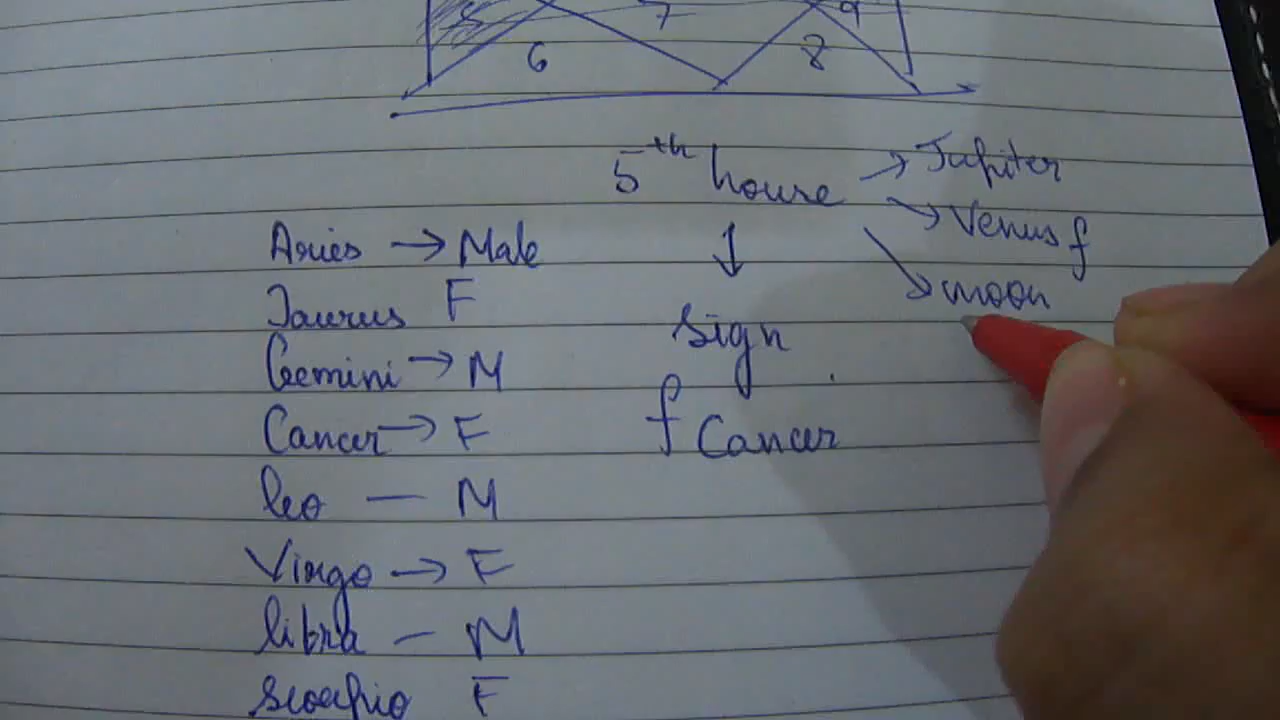 5 7 9
6 8
5th house → Jupiter
→ Venus f
→ moon
Aries → Male
Taurus F
Gemini → M
Cancer → F
leo — M
Virgo → F
libra — M
scorpio F
↓
sign
f Cancer